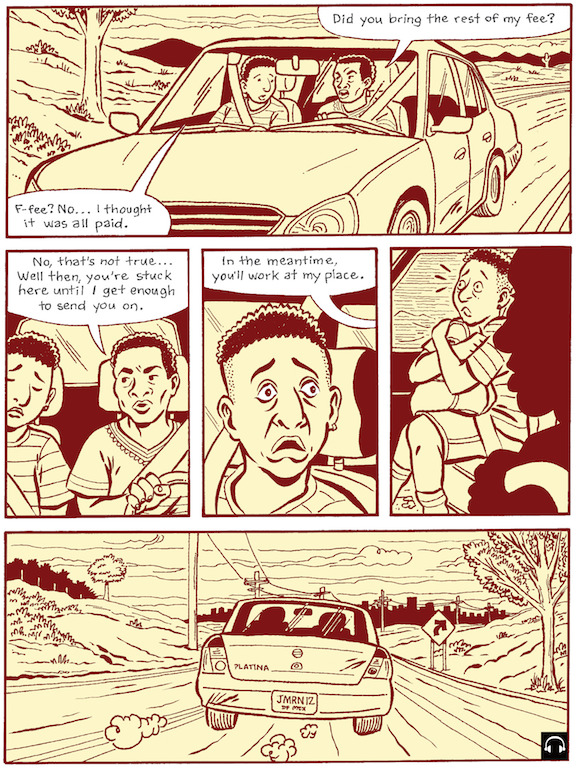 Did you bring the rest of my fee?
F-fee? No... I thought
it was all paid.
No, that's not true...
Well then, you're stuck
here until I get enough
to send you on.
In the meantime,
you'll work at my place.
PLATINA
JMRN1Z